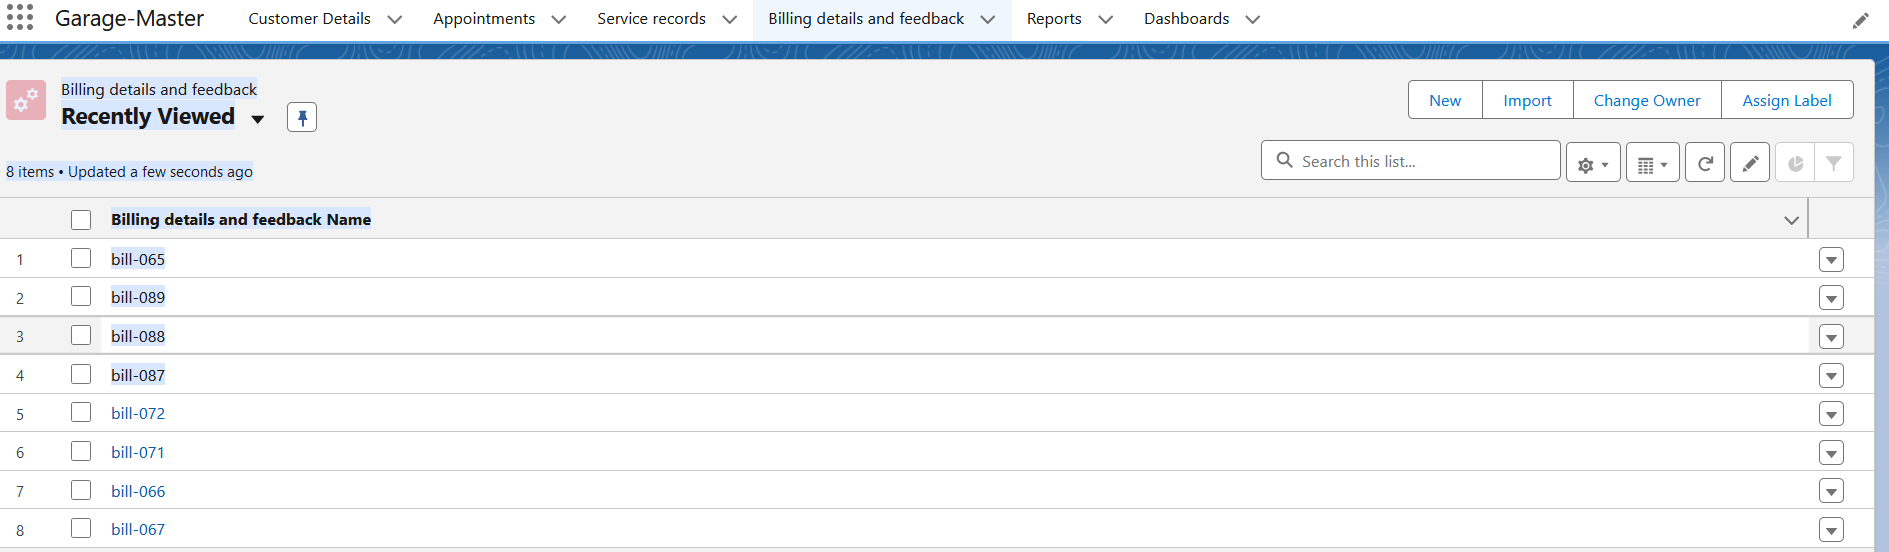 Garage-Master Customer Details Appointments Service records Billing details and feedback Reports Dashboards
Billing details and feedback
Recently Viewed
New Import Change Owner Assign Label
8 items • Updated a few seconds ago
Search this list...
Billing details and feedback Name
1 bill-065
2 bill-089
3 bill-088
4 bill-087
5 bill-072
6 bill-071
7 bill-066
8 bill-067